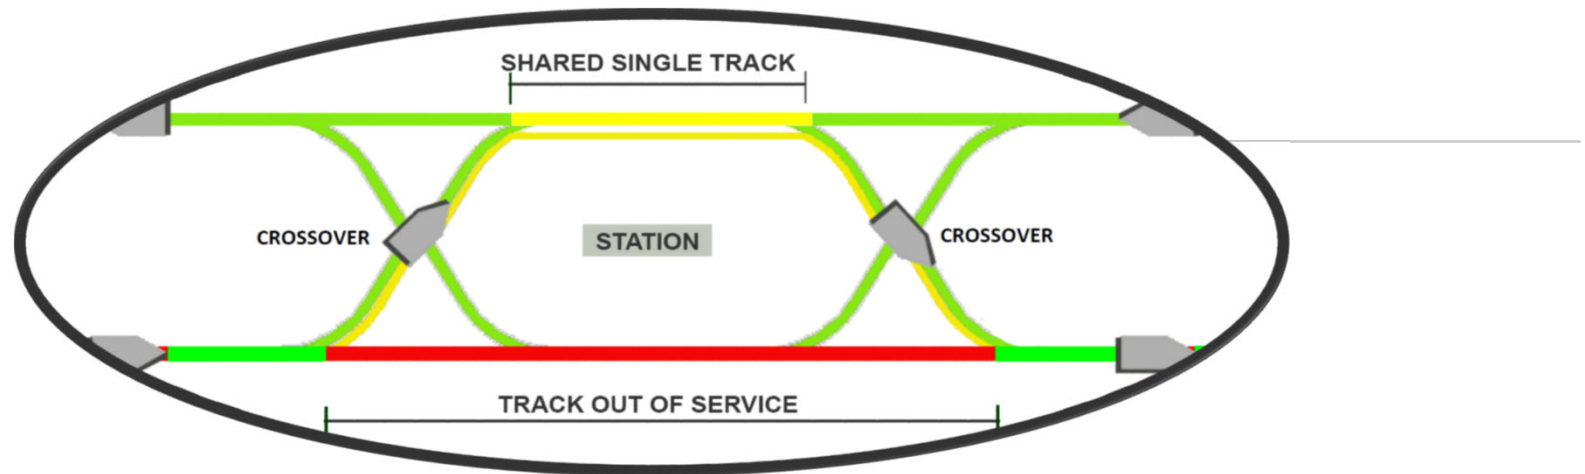 SHARED SINGLE TRACK
CROSSOVER
STATION
CROSSOVER
TRACK OUT OF SERVICE